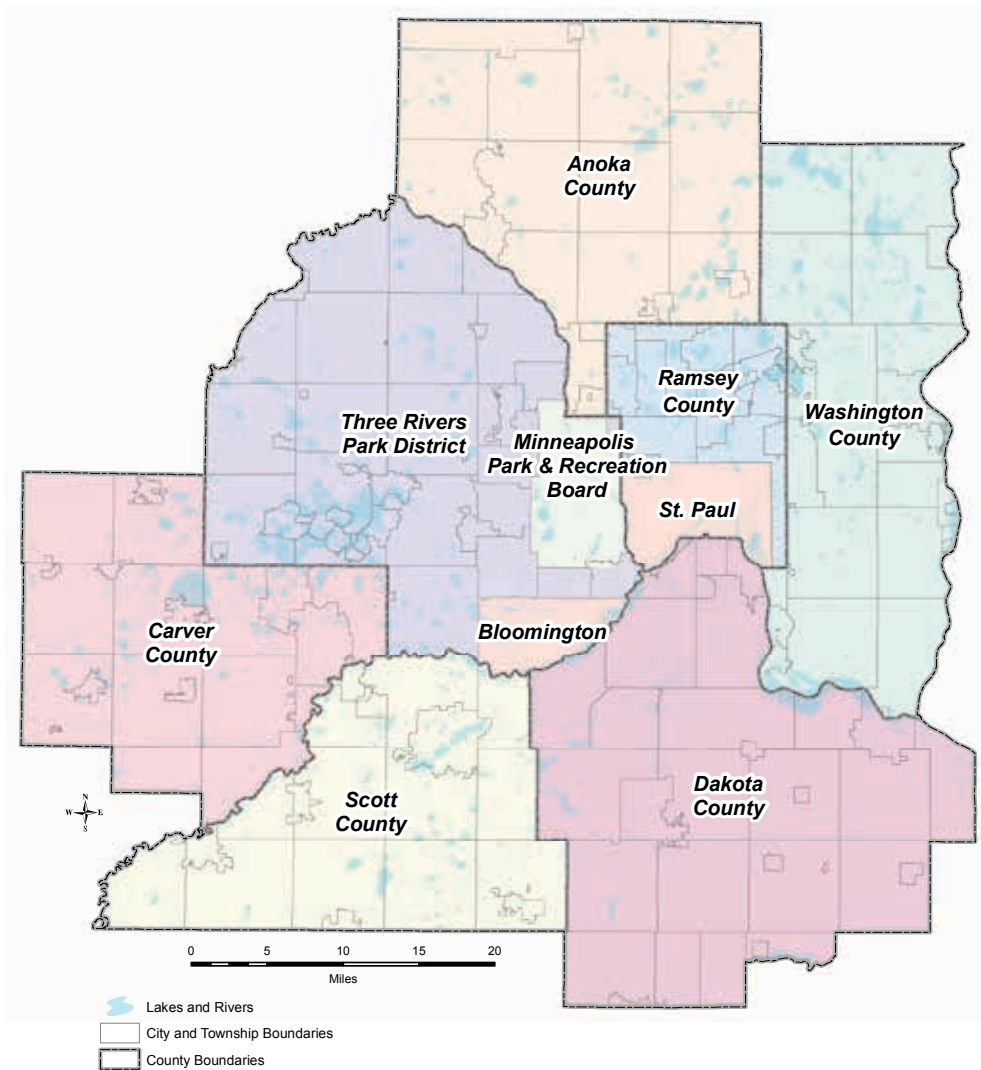 Anoka
County
Ramsey
County
Washington
County
Three Rivers
Park District
Minneapolis
Park & Recreation
Board
St. Paul
Carver
County
Bloomington
Dakota
County
Scott
County
N
W E
S
0 5 10 15 20
Miles
Lakes and Rivers
City and Township Boundaries
County Boundaries